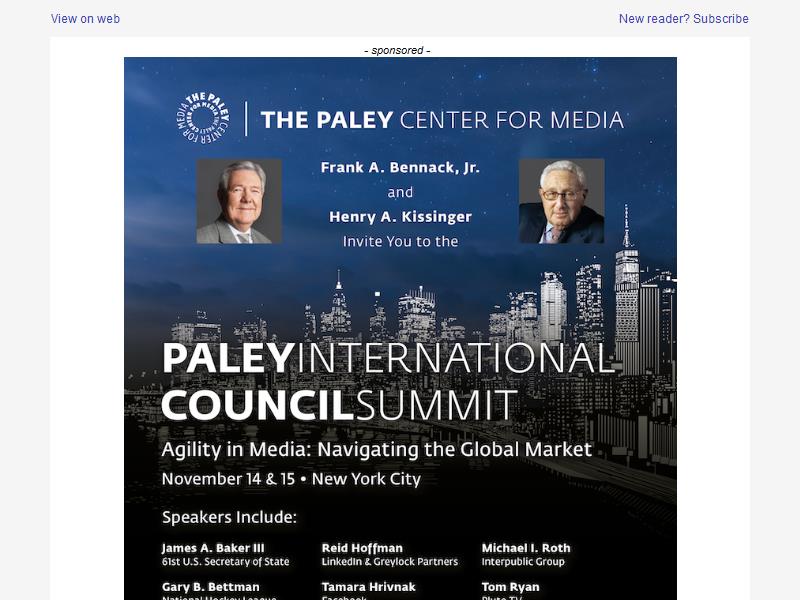 View on web
New reader? Subscribe
- sponsored -
THE PALEY CENTER FOR MEDIA
THE PALEY CENTER FOR MEDIA
Frank A. Bennack, Jr.
and
Henry A. Kissinger
Invite You to the
PALEYINTERNATIONAL
COUNCILSUMMIT
Agility in Media: Navigating the Global Market
November 14 & 15 • New York City
Speakers Include:
James A. Baker III
61st U.S. Secretary of State
Reid Hoffman
LinkedIn & Greylock Partners
Michael I. Roth
Interpublic Group
Gary B. Bettman
National Hockey League
Tamara Hrivnak
Facebook
Tom Ryan
Pluto TV